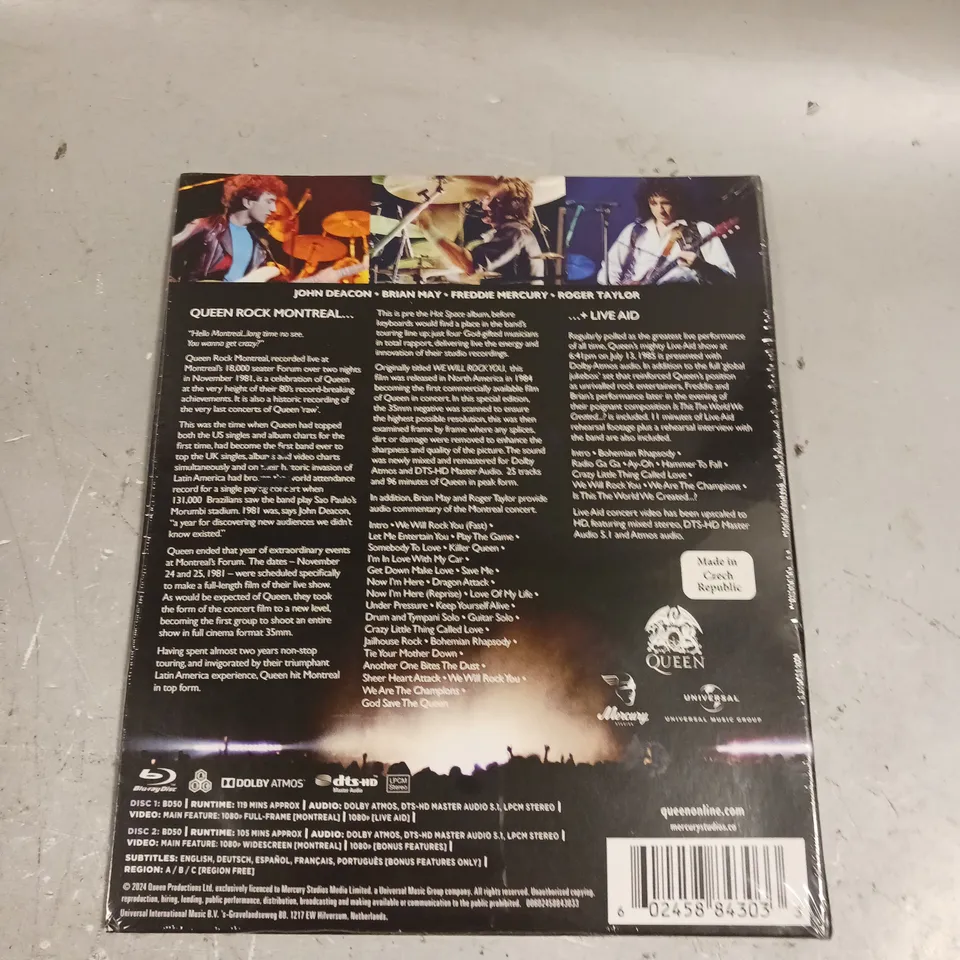 JOHN DEACON • BRIAN MAY • FREDDIE MERCURY • ROGER TAYLOR
QUEEN ROCK MONTREAL...
"Hello Montreal...long time no see.
You wanna get crazy?"
Queen Rock Montreal, recorded live at
Montreal's 18,000 seater Forum over two nights
in November 1981, is a celebration of Queen
at the very height of their 80's record-breaking
achievements. It is also a historic recording of
the very last concerts of Queen 'raw'.
This was the time when Queen had topped
both the US singles and album charts for the
first time, had become the first band ever to
top the UK singles, albums and video charts
simultaneously and on their historic invasion of
Latin America had bro... world attendance
record for a single paying concert when
131,000 Brazilians saw the band play Sao Paulo's
Morumbi stadium. 1981 was, says John Deacon,
"a year for discovering new audiences we didn't
know existed."
Queen ended that year of extraordinary events
at Montreal's Forum. The dates – November
24 and 25, 1981 – were scheduled specifically
to make a full-length film of their live show.
As would be expected of Queen, they took
the form of the concert film to a new level,
becoming the first group to shoot an entire
show in full cinema format 35mm.
Having spent almost two years non-stop
touring, and invigorated by their triumphant
Latin America experience, Queen hit Montreal
in top form.
This is pre the Hot Space album, before
keyboards would find a place in the band's
touring line up; just four God-gifted musicians
in total rapport, delivering live the energy and
innovation of their studio recordings.
Originally titled WE WILL ROCK YOU, this
film was released in North America in 1984
becoming the first commercially available film
of Queen in concert. In this special edition,
the 35mm negative was scanned to ensure
the highest possible resolution, this was then
examined frame by frame where any splices,
dirt or damage were removed to enhance the
sharpness and quality of the picture. The sound
was newly mixed and remastered for Dolby
Atmos and DTS-HD Master Audio. 25 tracks
and 96 minutes of Queen in peak form.
In addition, Brian May and Roger Taylor provide
audio commentary of the Montreal concert.
Intro • We Will Rock You (Fast) •
Let Me Entertain You • Play The Game •
Somebody To Love • Killer Queen •
I'm In Love With My Car •
Get Down Make Love • Save Me •
Now I'm Here • Dragon Attack •
Now I'm Here (Reprise) • Love Of My Life •
Under Pressure • Keep Yourself Alive •
Drum and Tympani Solo • Guitar Solo •
Crazy Little Thing Called Love •
Jailhouse Rock • Bohemian Rhapsody •
Tie Your Mother Down •
Another One Bites The Dust •
Sheer Heart Attack • We Will Rock You •
We Are The Champions •
God Save The Queen
...+ LIVE AID
Regularly polled as the greatest live performance
of all time, Queen's mighty Live Aid show at
6:41pm on July 13, 1985 is presented with
Dolby Atmos audio. In addition to the full 'global
jukebox' set that reinforced Queen's position
as unrivalled rock entertainers, Freddie and
Brian's performance later in the evening of
their poignant composition Is This The World We
Created...? is included. 11 minutes of Live Aid
rehearsal footage plus a rehearsal interview with
the band are also included.
Intro • Bohemian Rhapsody •
Radio Ga Ga • Ay-Oh • Hammer To Fall •
Crazy Little Thing Called Love •
We Will Rock You • We Are The Champions •
Is This The World We Created...?
Live Aid concert video has been upscaled to
HD, featuring mixed stereo, DTS-HD Master
Audio 5.1 and Atmos audio.
Made in
Czech
Republic
QUEEN
Mercury
STUDIOS
UNIVERSAL
UNIVERSAL MUSIC GROUP
Blu-ray Disc
DOLBY ATMOS
dts-HD
Master Audio
LPCM
Stereo
DISC 1: BD50 | RUNTIME: 119 MINS APPROX | AUDIO: DOLBY ATMOS, DTS-HD MASTER AUDIO 5.1, LPCM STEREO |
VIDEO: MAIN FEATURE: 1080p FULL-FRAME [MONTREAL] | 1080p [LIVE AID] |
DISC 2: BD50 | RUNTIME: 105 MINS APPROX | AUDIO: DOLBY ATMOS, DTS-HD MASTER AUDIO 5.1, LPCM STEREO |
VIDEO: MAIN FEATURE: 1080p WIDESCREEN [MONTREAL] | 1080p [BONUS FEATURES] |
SUBTITLES: ENGLISH, DEUTSCH, ESPAÑOL, FRANÇAIS, PORTUGUÊS [BONUS FEATURES ONLY] |
REGION: A / B / C [REGION FREE]
© 2024 Queen Productions Ltd. exclusively licenced to Mercury Studios Media Limited, a Universal Music Group company. All rights reserved. Unauthorized copying,
reproduction, hiring, lending, public performance, distribution, broadcasting and making available or communication to the public prohibited. 00602458843033
Universal International Music B.V. 's-Gravelandseweg 80, 1217 EW Hilversum, Netherlands.
queenonline.com
mercurystudios.co
6 02458 84303 3